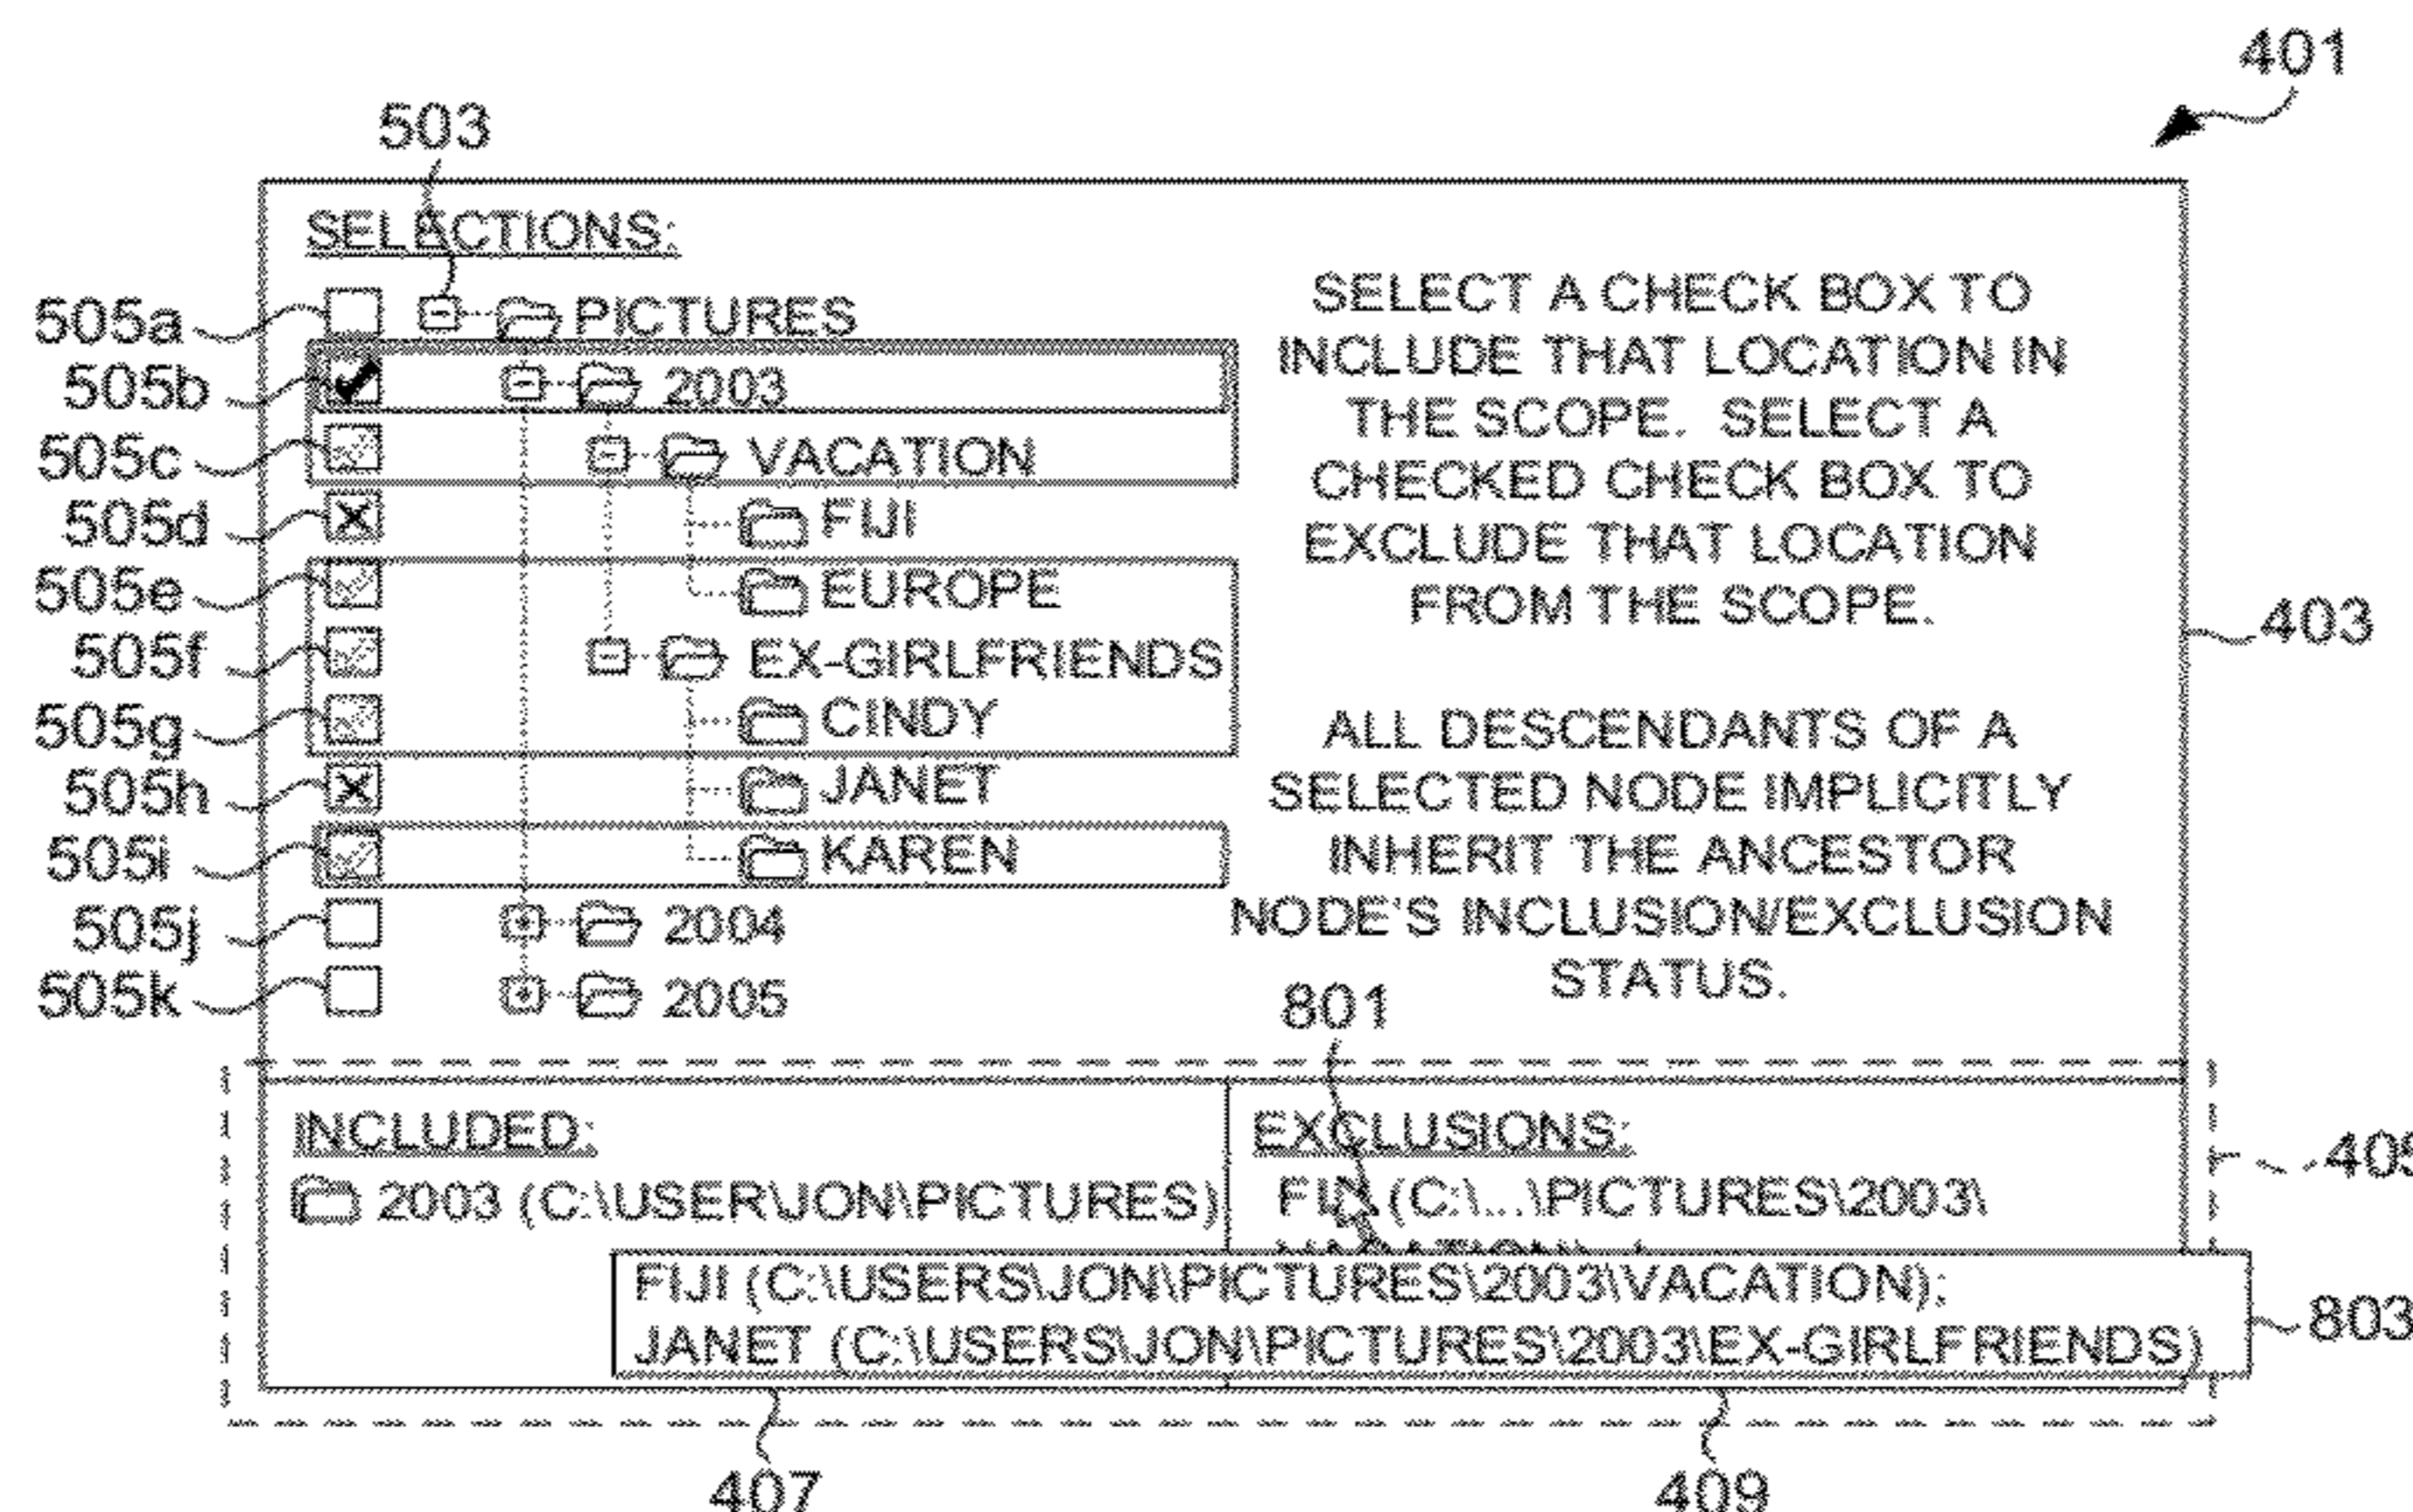 401
503
SELECTIONS:
505a PICTURES
505b 2003
505c VACATION
505d FIJI
505e EUROPE
505f EX-GIRLFRIENDS
505g CINDY
505h JANET
505i KAREN
505j 2004
505k 2005
SELECT A CHECK BOX TO
INCLUDE THAT LOCATION IN
THE SCOPE. SELECT A
CHECKED CHECK BOX TO
EXCLUDE THAT LOCATION
FROM THE SCOPE.
403
ALL DESCENDANTS OF A
SELECTED NODE IMPLICITLY
INHERIT THE ANCESTOR
NODE'S INCLUSION/EXCLUSION
STATUS.
801
INCLUDED:
2003 (C:\USER\JON\PICTURES)
EXCLUSIONS:
(C:\...\PICTURES\2003\
405
FIJI (C:\USERS\JON\PICTURES\2003\VACATION);
JANET (C:\USERS\JON\PICTURES\2003\EX-GIRLFRIENDS)
803
407
409